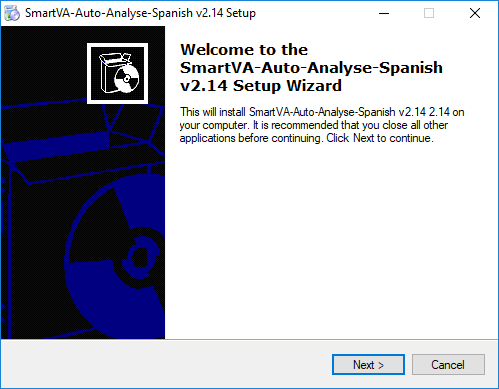 SmartVA-Auto-Analyse-Spanish v2.14 Setup
Welcome to the
SmartVA-Auto-Analyse-Spanish
v2.14 Setup Wizard
This will install SmartVA-Auto-Analyse-Spanish v2.14 2.14 on
your computer. It is recommended that you close all other
applications before continuing. Click Next to continue.
Next >
Cancel